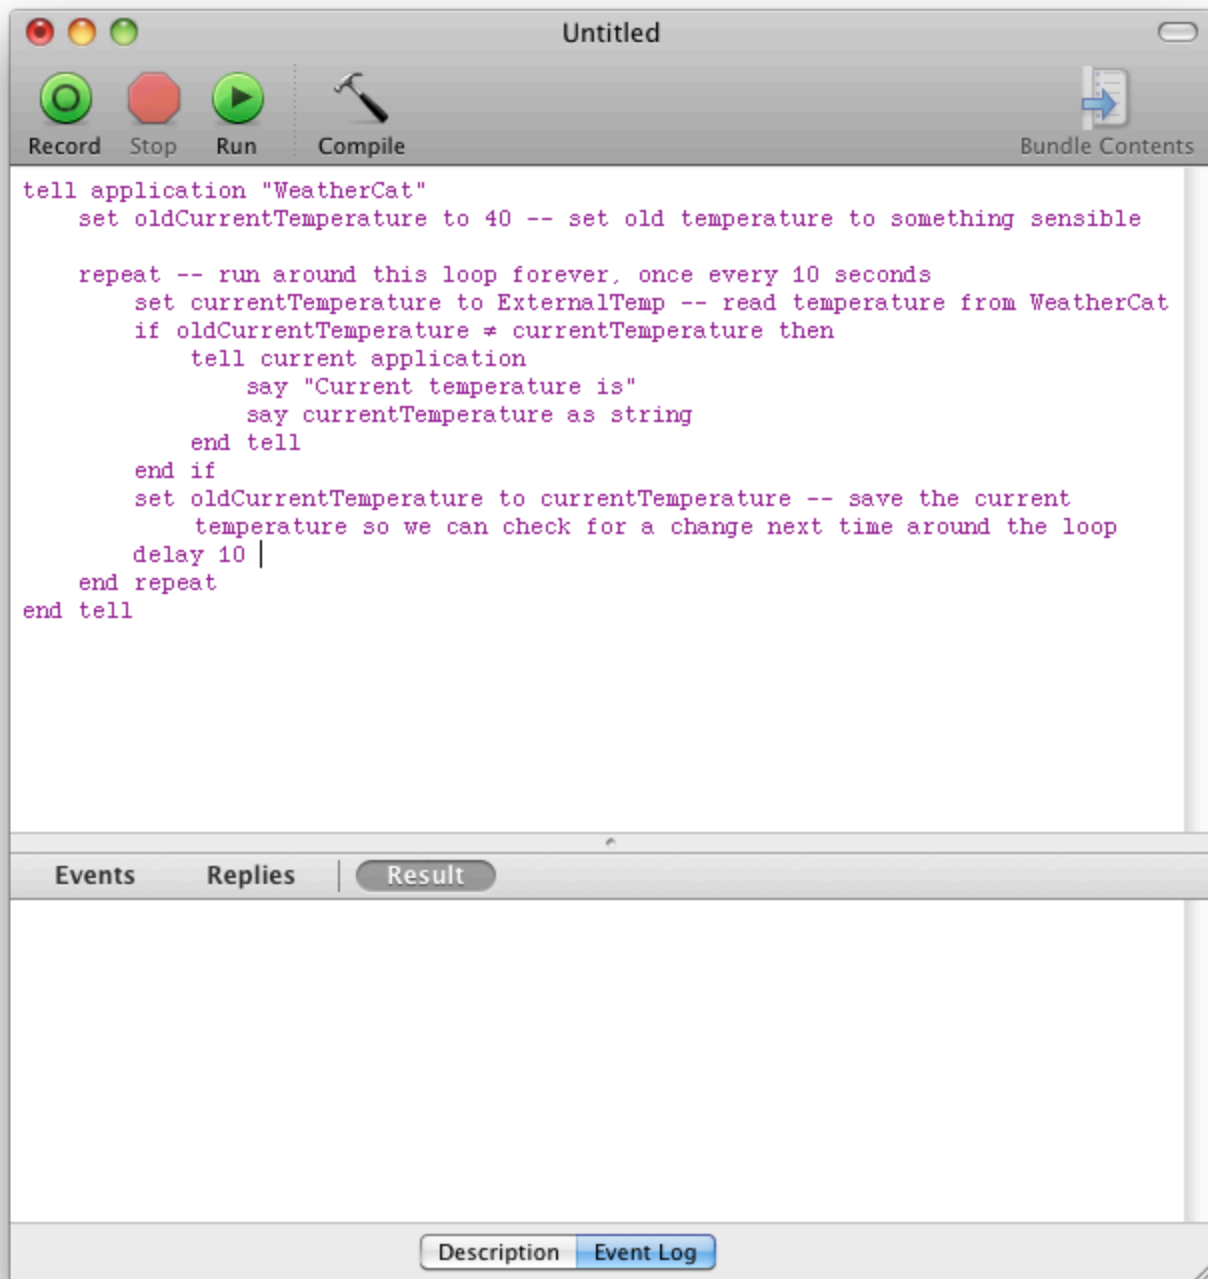 Untitled
Record Stop Run Compile Bundle Contents
tell application "WeatherCat"
    set oldCurrentTemperature to 40 -- set old temperature to something sensible

    repeat -- run around this loop forever, once every 10 seconds
        set currentTemperature to ExternalTemp -- read temperature from WeatherCat
        if oldCurrentTemperature ≠ currentTemperature then
            tell current application
                say "Current temperature is"
                say currentTemperature as string
            end tell
        end if
        set oldCurrentTemperature to currentTemperature -- save the current
            temperature so we can check for a change next time around the loop
        delay 10
    end repeat
end tell
Events Replies Result
Description Event Log